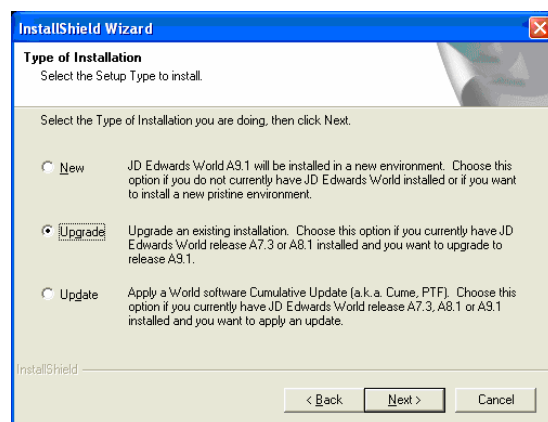 InstallShield Wizard
Type of Installation
Select the Setup Type to install.
Select the Type of Installation you are doing, then click Next.
New
JD Edwards World A9.1 will be installed in a new environment. Choose this
option if you do not currently have JD Edwards World installed or if you want
to install a new pristine environment.
Upgrade
Upgrade an existing installation. Choose this option if you currently have JD
Edwards World release A7.3 or A8.1 installed and you want to upgrade to
release A9.1.
Update
Apply a World software Cumulative Update (a.k.a. Cume, PTF). Choose this
option if you currently have JD Edwards World release A7.3, A8.1 or A9.1
installed and you want to apply an update.
InstallShield
< Back
Next >
Cancel